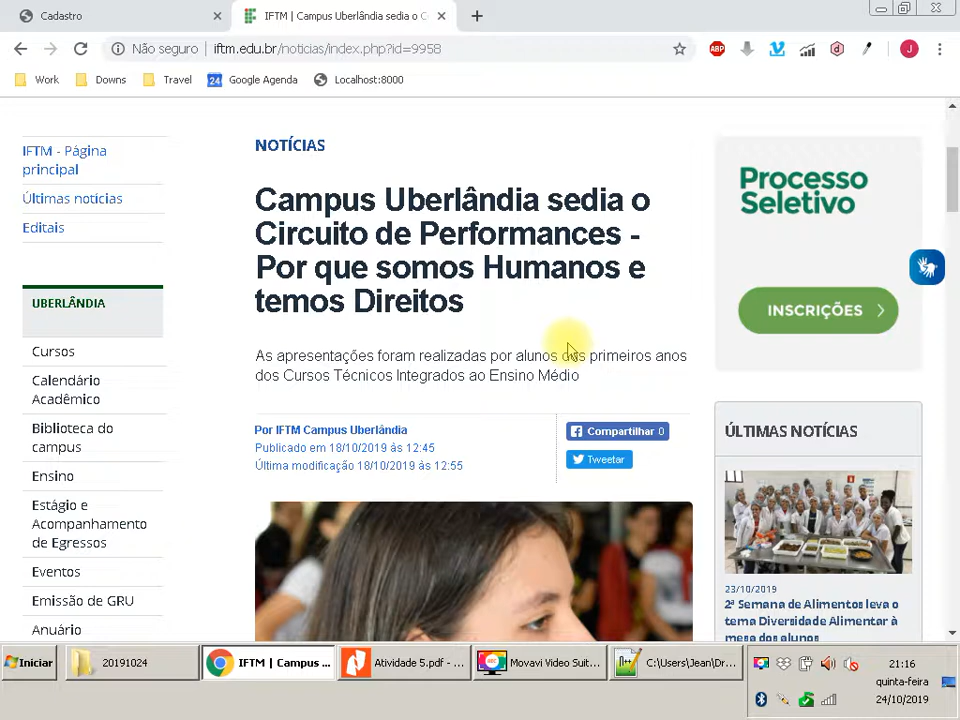 Cadastro
IFTM | Campus Uberlândia sedia o C
Não seguro
iftm.edu.br/noticias/index.php?id=9958
ABP
J
Work
Downs
Travel
24
Google Agenda
Localhost:8000
IFTM - Página
principal
Últimas notícias
Editais
UBERLÂNDIA
Cursos
Calendário
Acadêmico
Biblioteca do
campus
Ensino
Estágio e
Acompanhamento
de Egressos
Eventos
Emissão de GRU
Anuário
NOTÍCIAS
Campus Uberlândia sedia o
Circuito de Performances -
Por que somos Humanos e
temos Direitos
As apresentações foram realizadas por alunos dos primeiros anos
dos Cursos Técnicos Integrados ao Ensino Médio
Por IFTM Campus Uberlândia
Publicado em 18/10/2019 às 12:45
Última modificação 18/10/2019 às 12:55
Compartilhar 0
Tweetar
Processo
Seletivo
INSCRIÇÕES
ÚLTIMAS NOTÍCIAS
23/10/2019
2ª Semana de Alimentos leva o
tema Diversidade Alimentar à
mesa dos alunos
Iniciar
20191024
IFTM | Campus ...
Atividade 5.pdf - ...
Movavi Video Suit...
C:\Users\Jean\Dr...
21:16
quinta-feira
24/10/2019